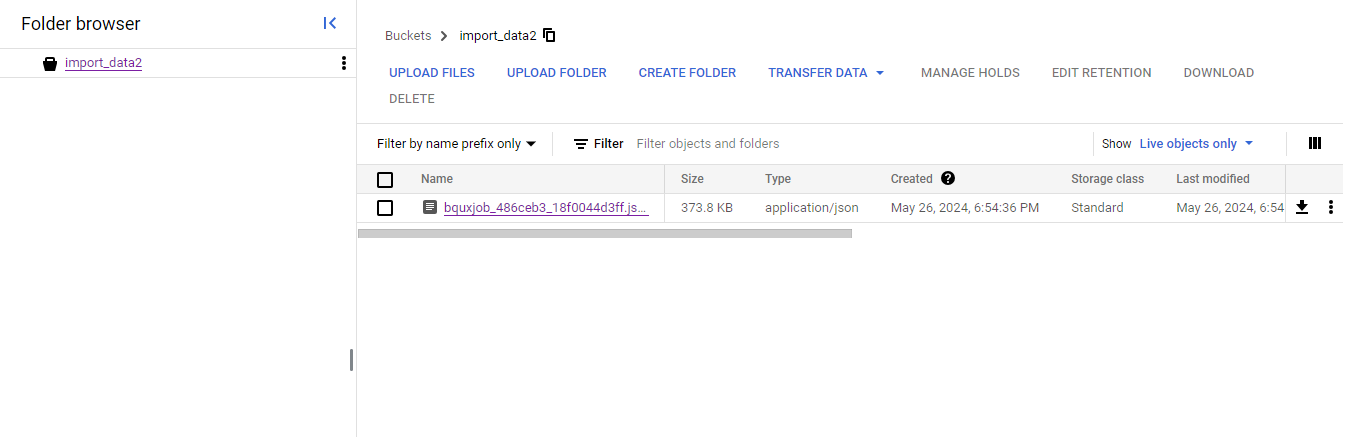 Folder browser
import_data2
Buckets > import_data2
UPLOAD FILES UPLOAD FOLDER CREATE FOLDER TRANSFER DATA MANAGE HOLDS EDIT RETENTION DOWNLOAD
DELETE
Filter by name prefix only Filter Filter objects and folders Show Live objects only
Name Size Type Created Storage class Last modified
bquxjob_486ceb3_18f0044d3ff.js... 373.8 KB application/json May 26, 2024, 6:54:36 PM Standard May 26, 2024, 6:54